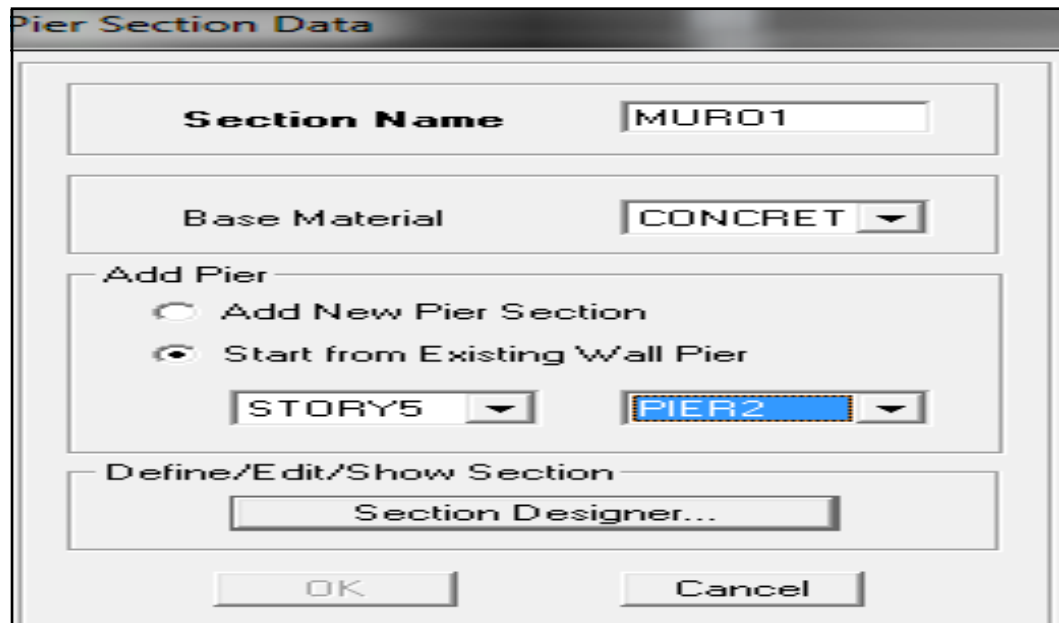 Pier Section Data
Section Name MURO1
Base Material CONCRET
Add Pier
Add New Pier Section
Start from Existing Wall Pier
STORY5 PIER2
Define/Edit/Show Section
Section Designer...
OK Cancel